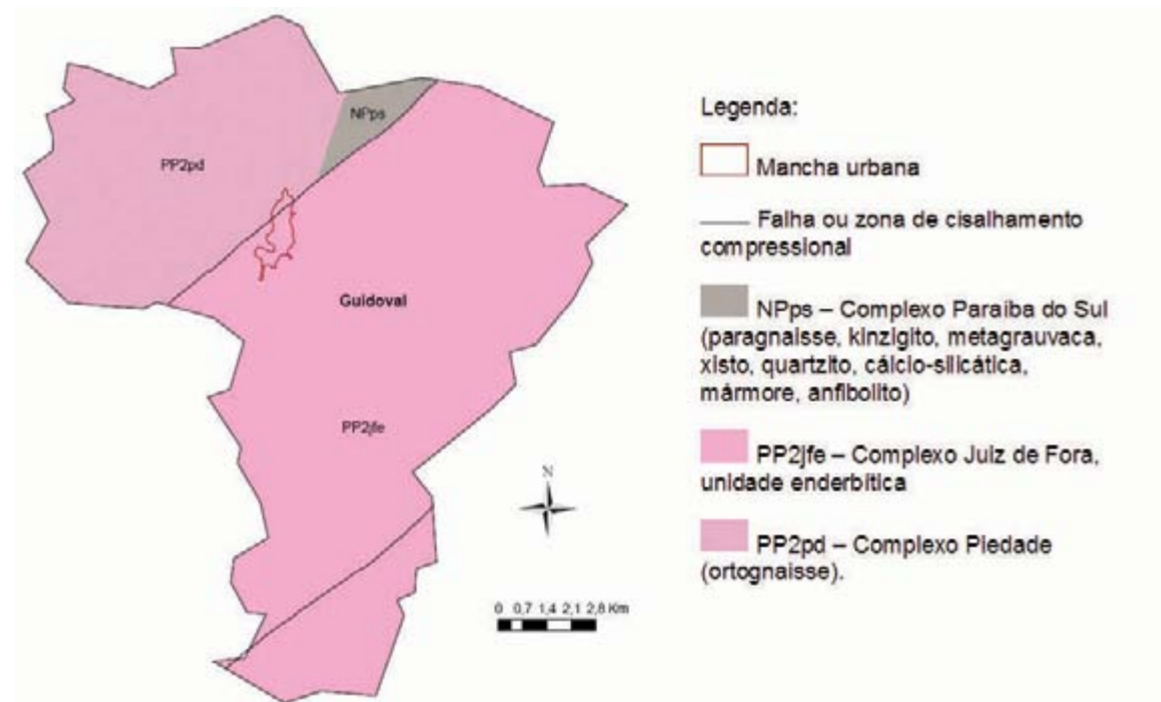 NPps
PP2pd
Guidoval
PP2jfe
N
0 0,7 1,4 2,1 2,8 Km
Legenda:
Mancha urbana
Falha ou zona de cisalhamento
compressional
NPps – Complexo Paraíba do Sul
(paragnaisse, kinzigito, metagrauvaca,
xisto, quartzito, cálcio-silicática,
mármore, anfibolito)
PP2jfe – Complexo Juiz de Fora,
unidade enderbítica
PP2pd – Complexo Piedade
(ortognaisse).